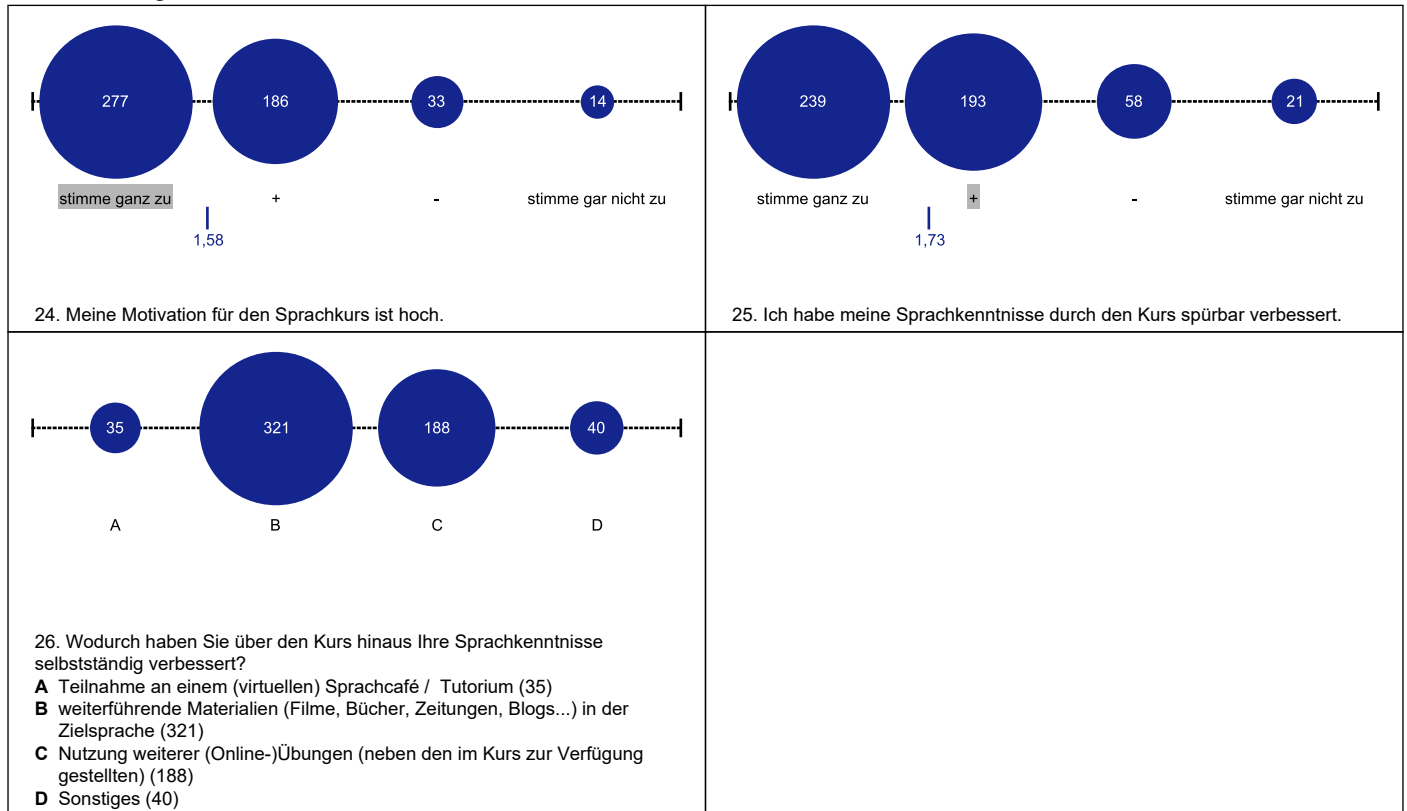 277 186 33 14
stimme ganz zu + - stimme gar nicht zu
1,58
24. Meine Motivation für den Sprachkurs ist hoch.
239 193 58 21
stimme ganz zu + - stimme gar nicht zu
1,73
25. Ich habe meine Sprachkenntnisse durch den Kurs spürbar verbessert.
35 321 188 40
A B C D
26. Wodurch haben Sie über den Kurs hinaus Ihre Sprachkenntnisse
selbstständig verbessert?
A Teilnahme an einem (virtuellen) Sprachcafé / Tutorium (35)
B weiterführende Materialien (Filme, Bücher, Zeitungen, Blogs...) in der
Zielsprache (321)
C Nutzung weiterer (Online-)Übungen (neben den im Kurs zur Verfügung
gestellten) (188)
D Sonstiges (40)